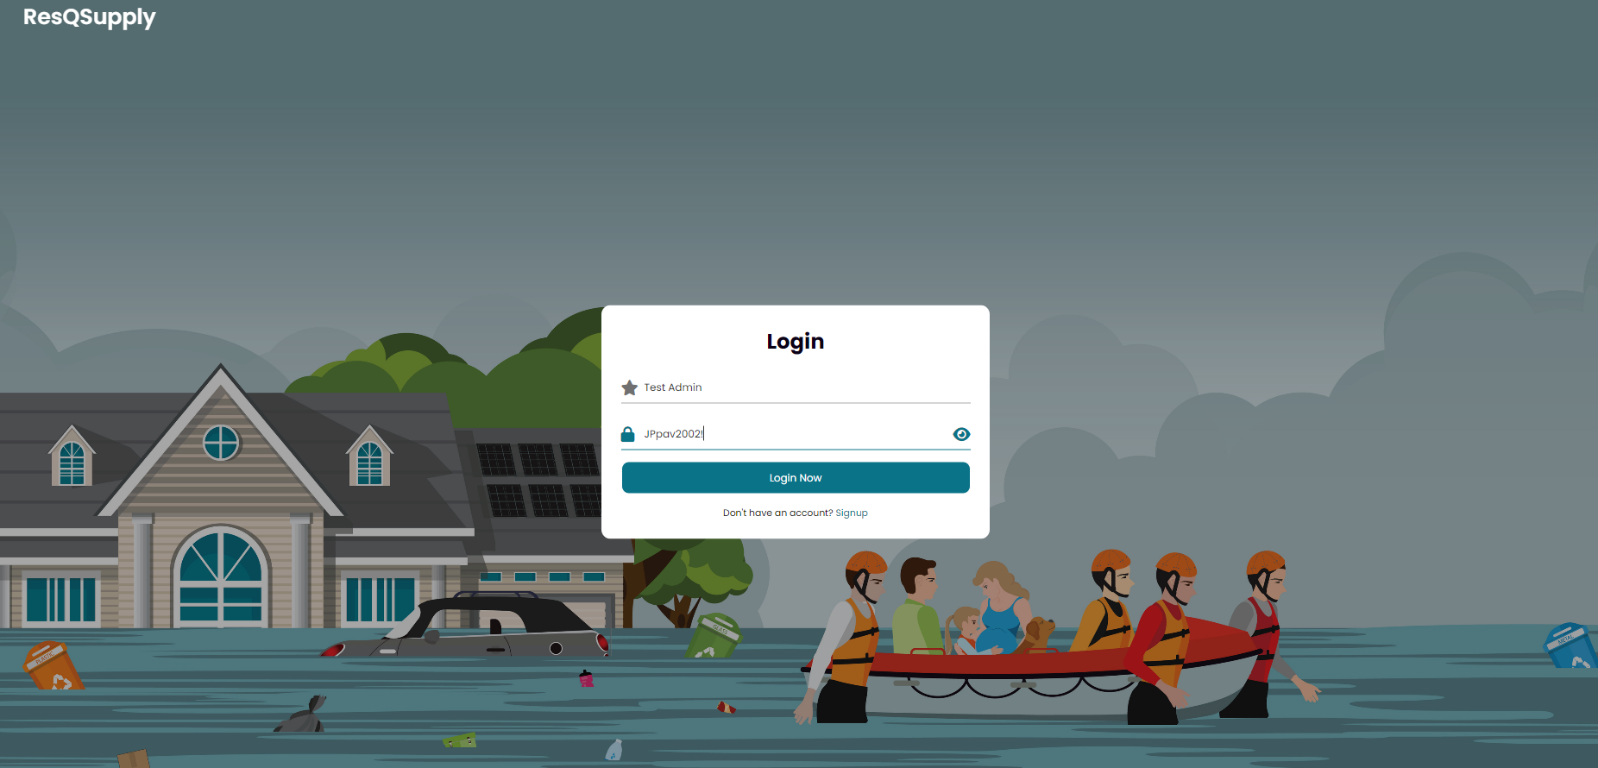 ResQSupply
Login
Test Admin
JPpav2002!
Login Now
Don't have an account? Signup